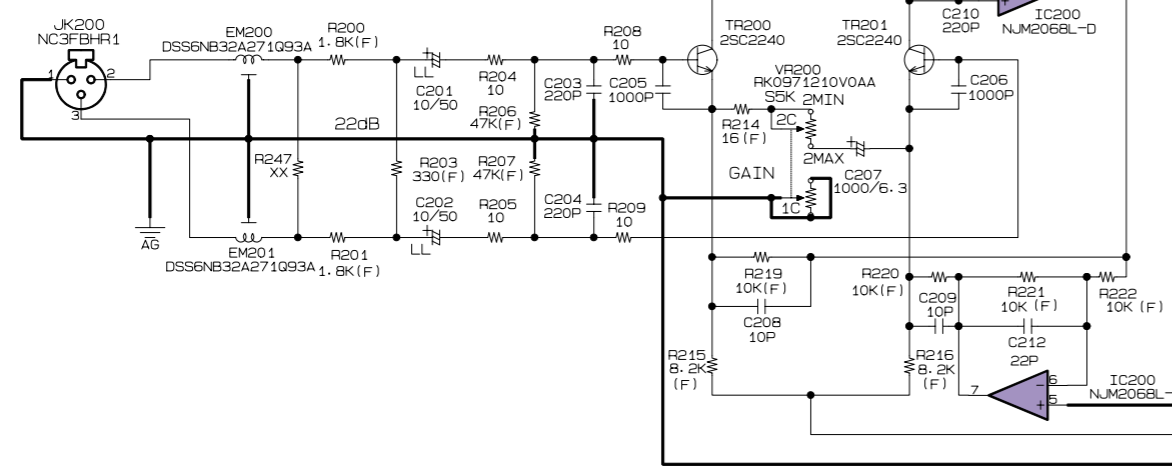 JK200
NC3FBHR1
1
2
3
EM200
DSS6NB32A271Q93A
R200
1.8K(F)
LL
C201
10/50
R204
10
R206
47K(F)
C203
220P
R208
10
C205
1000P
TR200
2SC2240
TR201
2SC2240
C210
220P
IC200
NJM2068L-D
VR200
RK0971210V0AA
S5K
2MIN
2C
R214
16(F)
2MAX
C206
1000P
22dB
R247
XX
R203
330(F)
R207
47K(F)
GAIN
C207
1000/6.3
1C
C202
10/50
LL
R205
10
C204
220P
R209
10
AG
EM201
DSS6NB32A271Q93A
R201
1.8K(F)
R219
10K(F)
C208
10P
R220
10K(F)
C209
10P
R221
10K (F)
R222
10K (F)
C212
22P
R215
8.2K
(F)
R216
8.2K
(F)
7
6
5
-
+
IC200
NJM2068L-